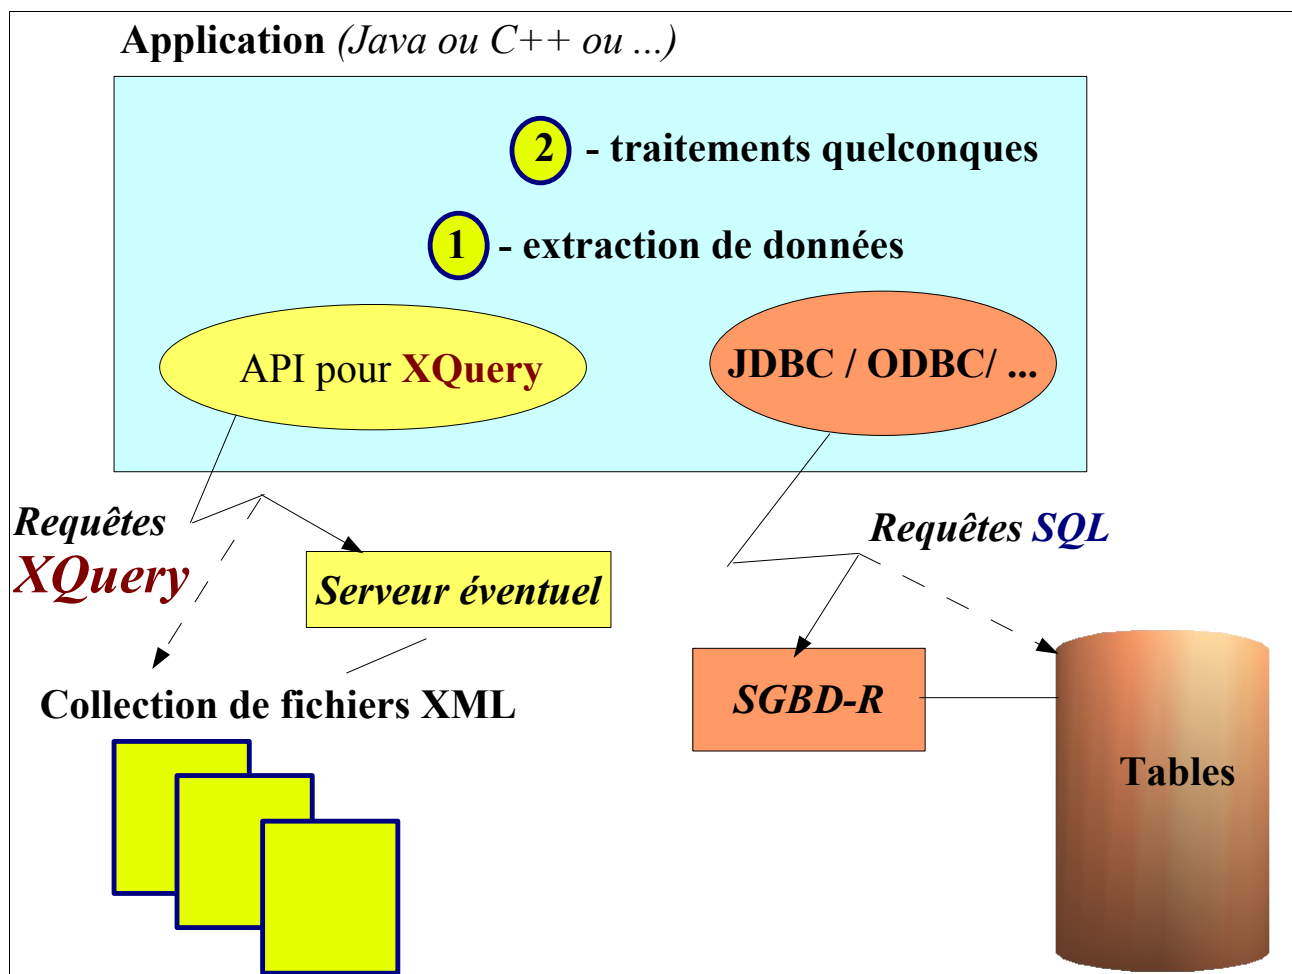 Application (Java ou C++ ou ...)
2 - traitements quelconques
1 - extraction de données
API pour XQuery
JDBC / ODBC/ ...
Requêtes
XQuery
Requêtes SQL
Serveur éventuel
Collection de fichiers XML
SGBD-R
Tables